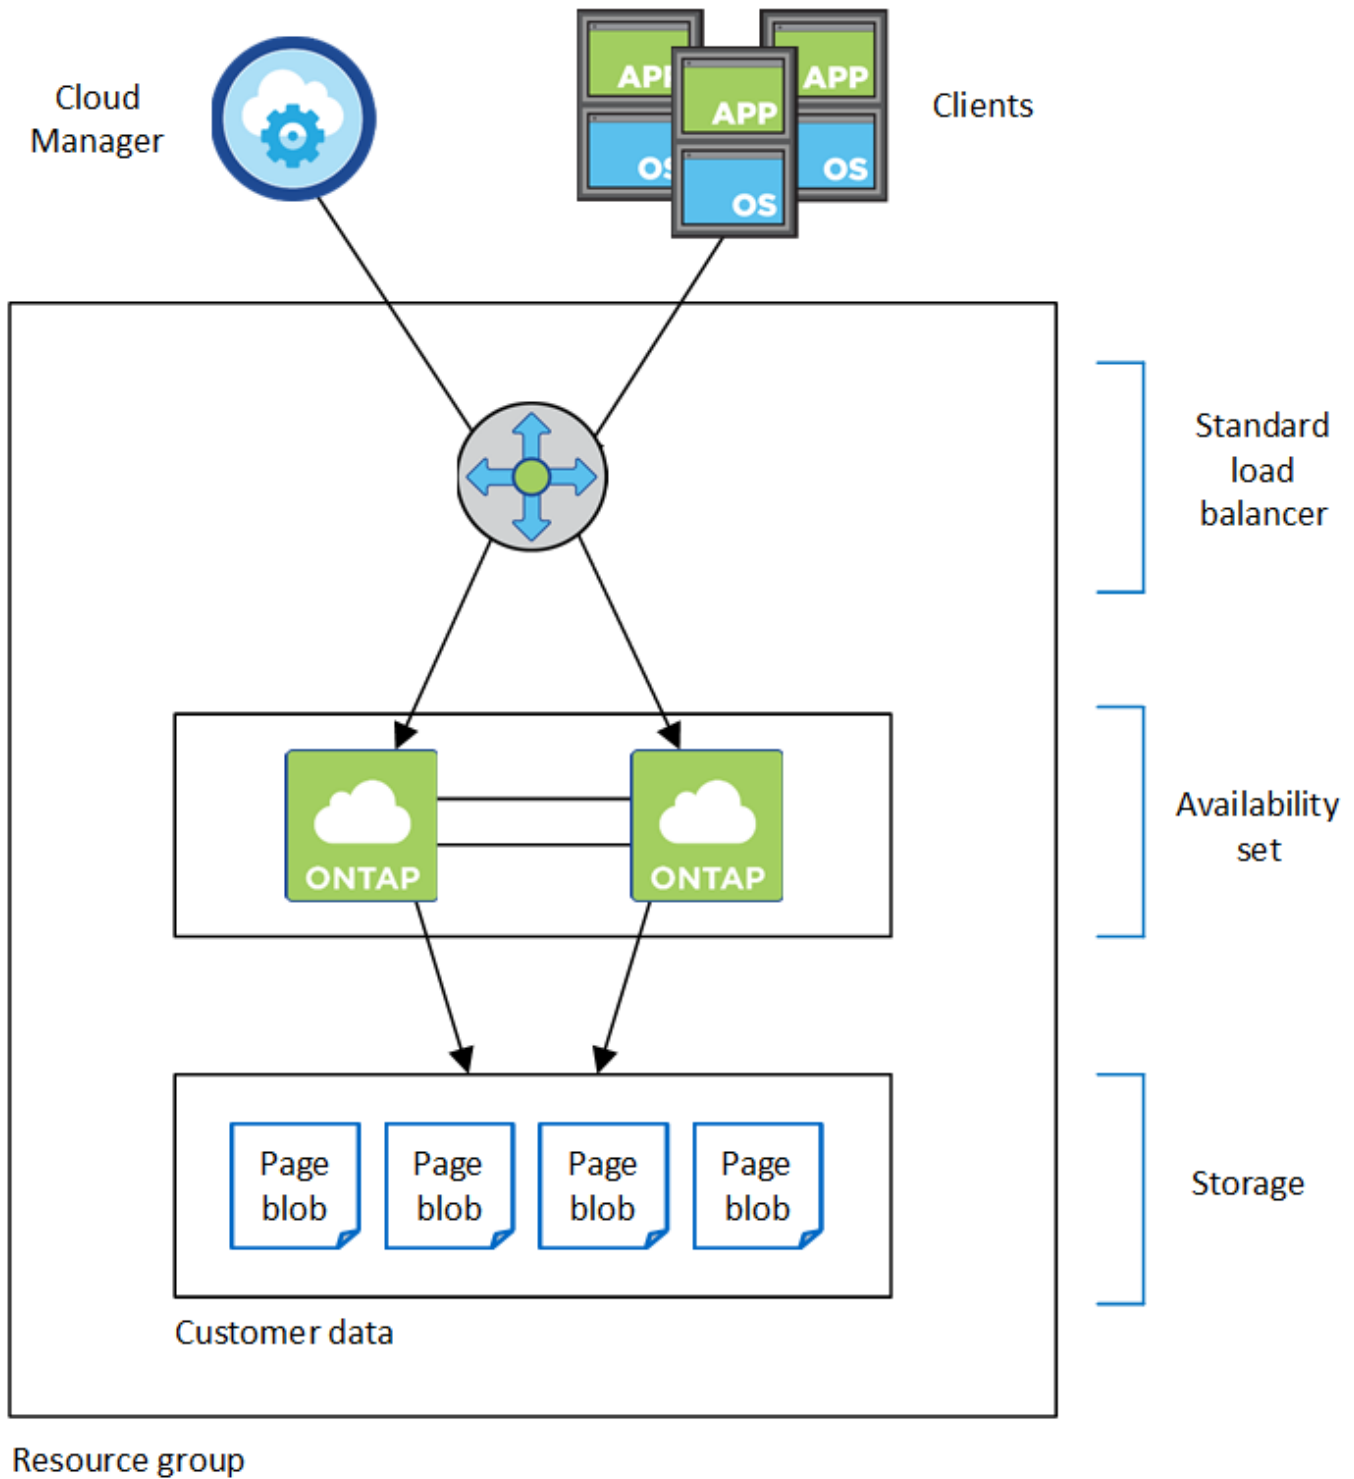 Cloud
Manager
APP
APP
APP
OS
OS
OS
Clients
Standard
load
balancer
ONTAP
ONTAP
Availability
set
Page
blob
Page
blob
Page
blob
Page
blob
Storage
Customer data
Resource group